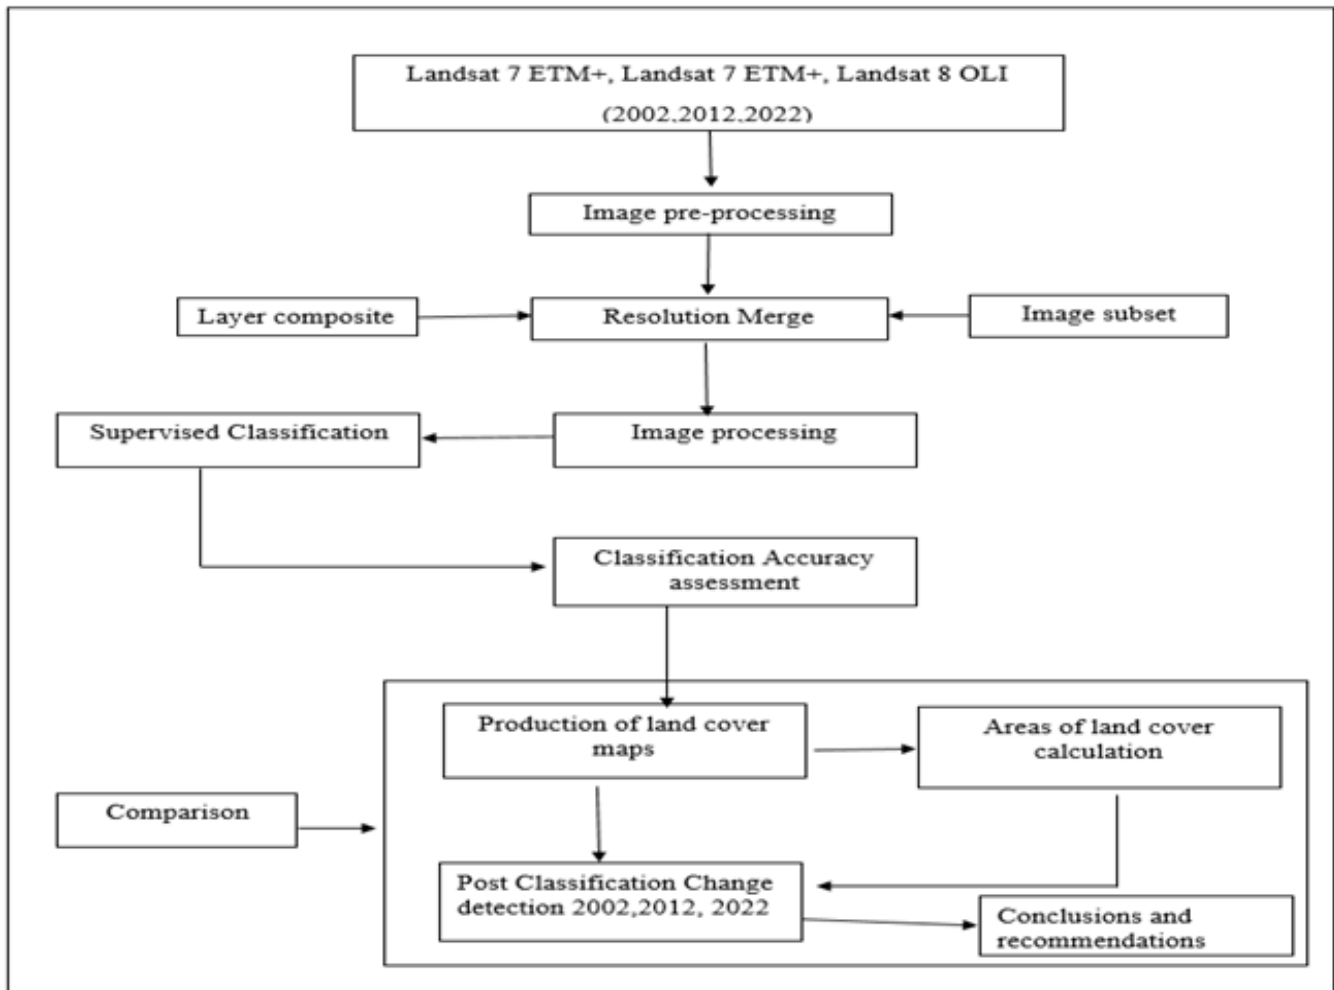 Landsat 7 ETM+, Landsat 7 ETM+, Landsat 8 OLI
(2002,2012,2022)
Image pre-processing
Layer composite
Resolution Merge
Image subset
Supervised Classification
Image processing
Classification Accuracy
assessment
Production of land cover
maps
Areas of land cover
calculation
Comparison
Post Classification Change
detection 2002,2012, 2022
Conclusions and
recommendations